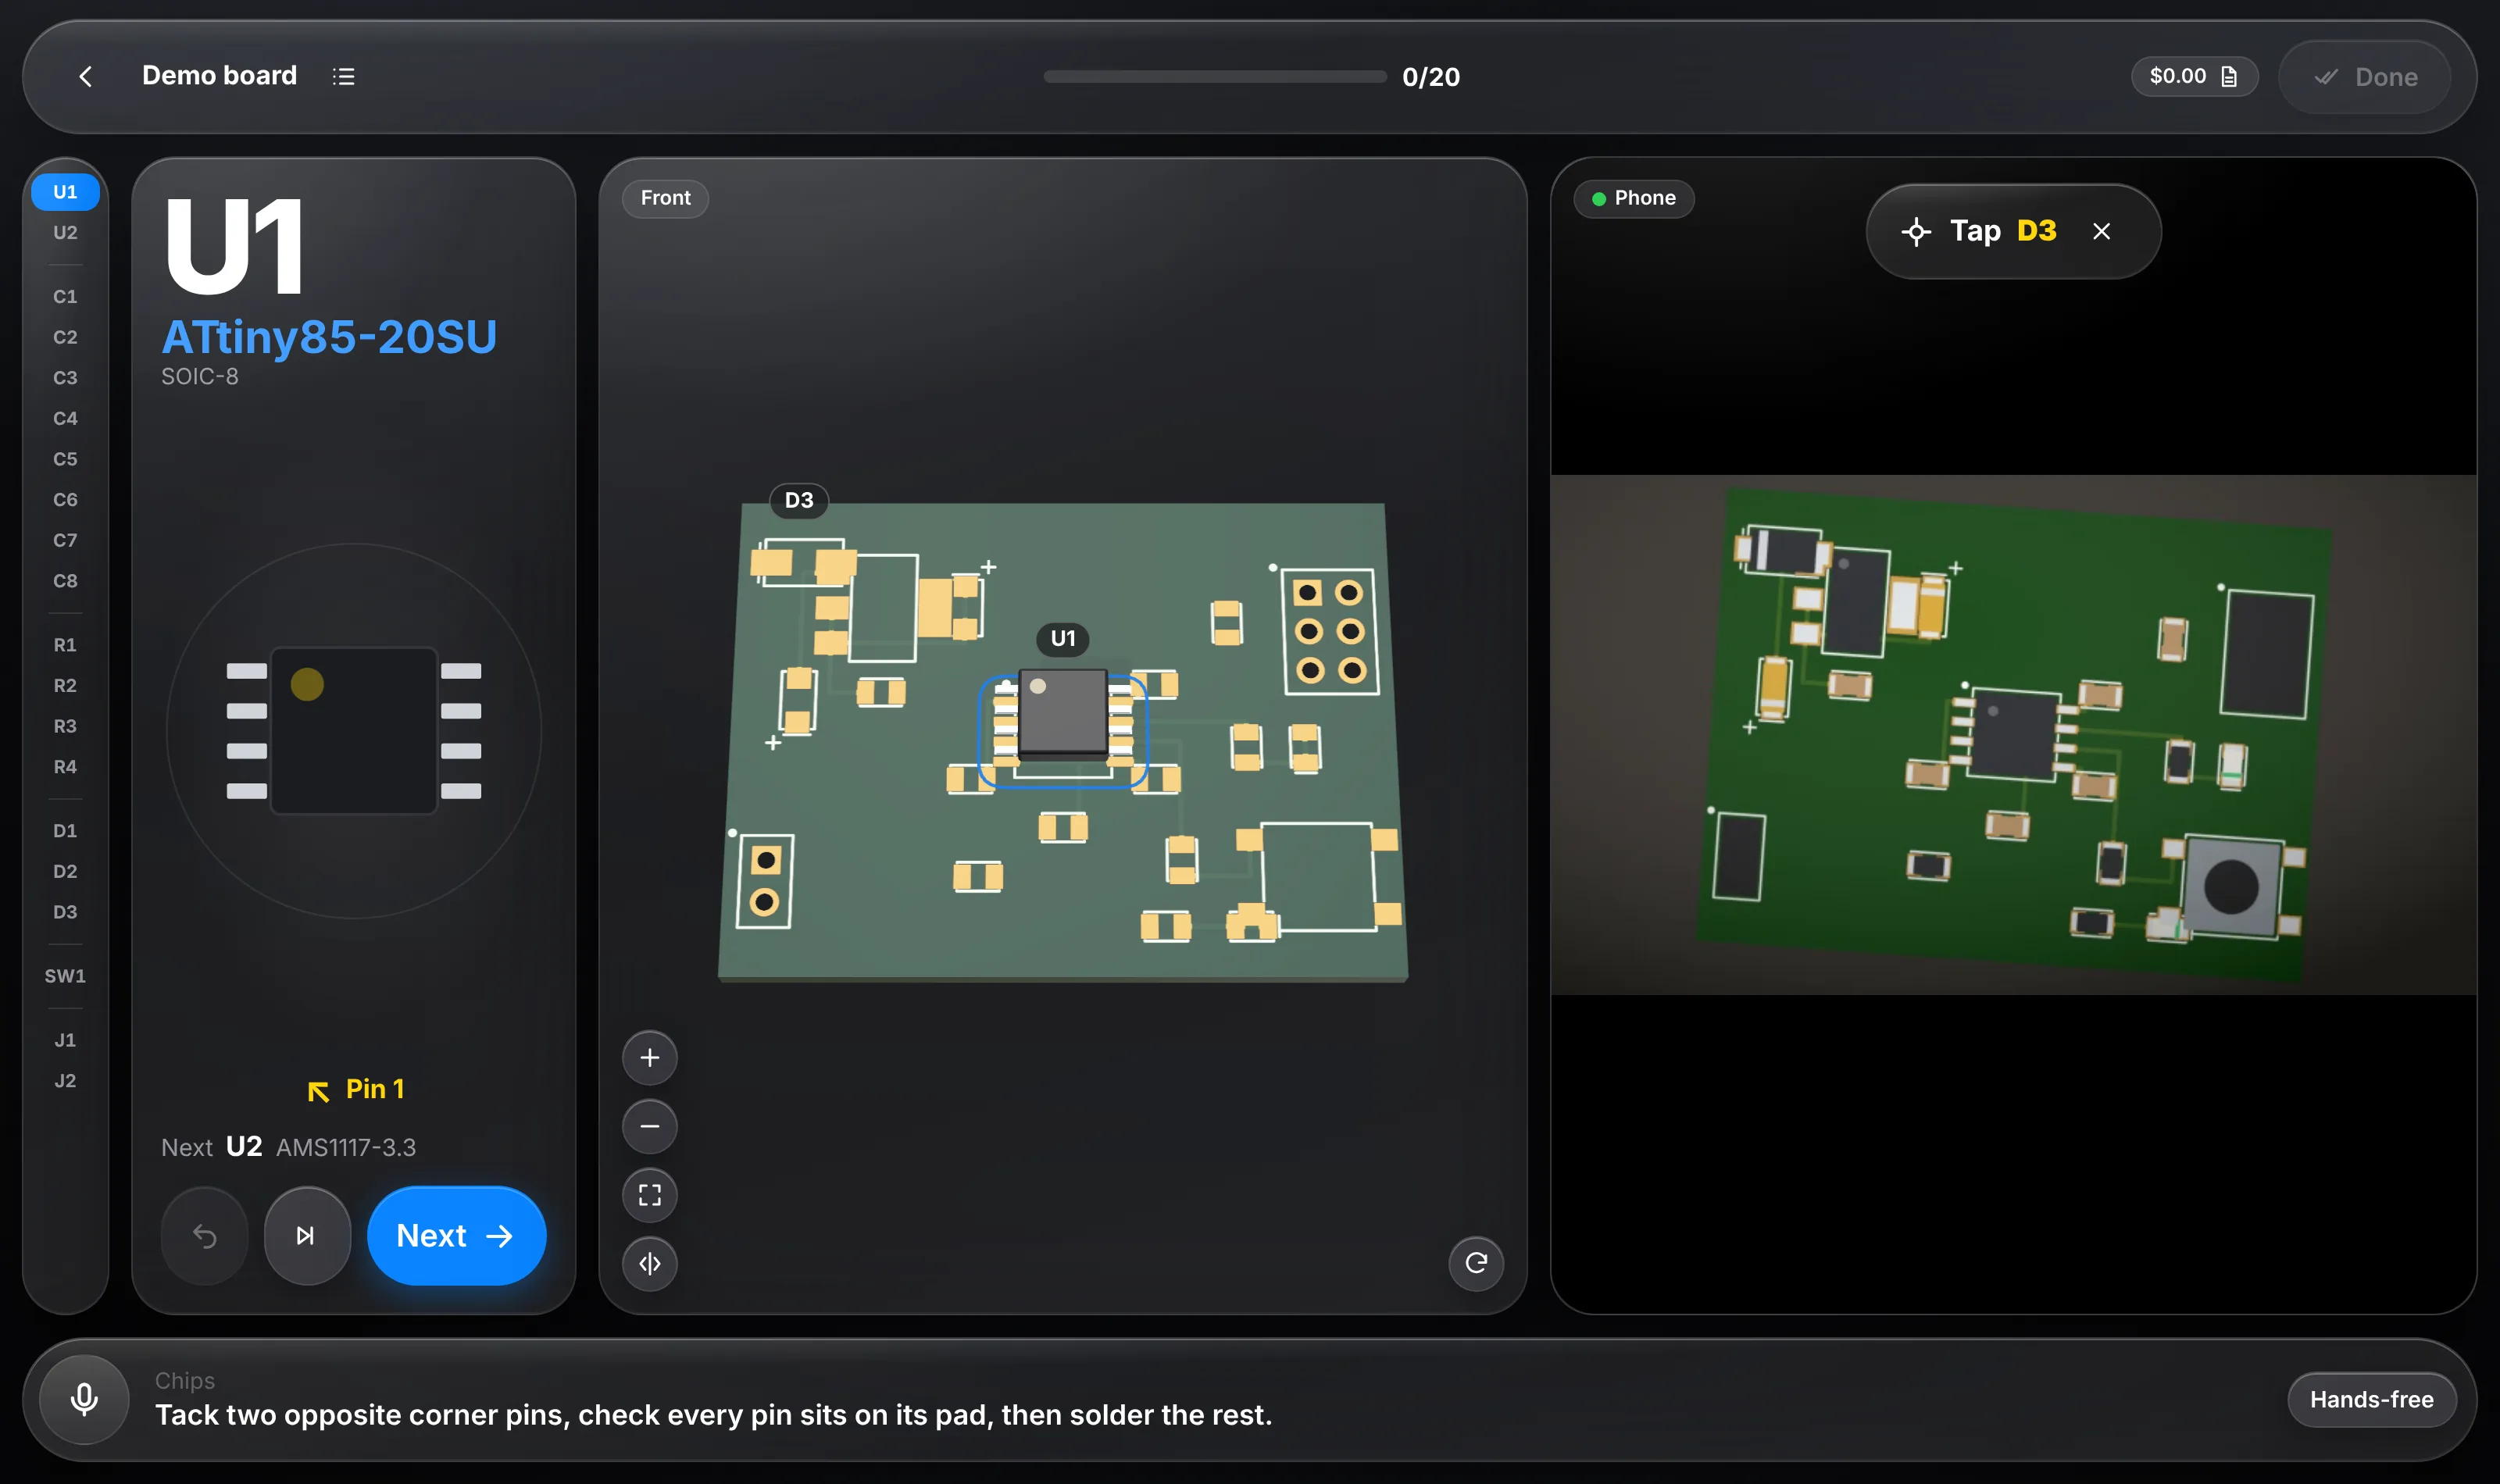 Demo board
0/20
$0.00
Done
U1
U2
C1
C2
C3
C4
C5
C6
C7
C8
R1
R2
R3
R4
D1
D2
D3
SW1
J1
J2
U1
ATtiny85-20SU
SOIC-8
Pin 1
Next U2 AMS1117-3.3
Next
Front
D3
U1
Phone
Tap D3
Chips
Tack two opposite corner pins, check every pin sits on its pad, then solder the rest.
Hands-free